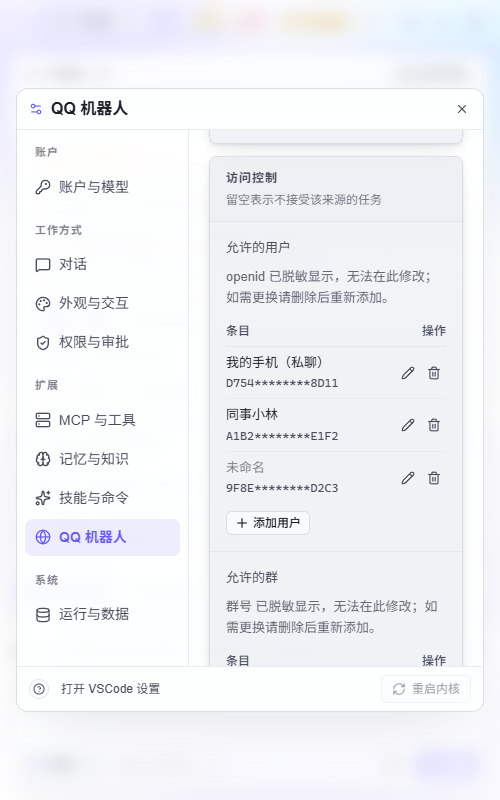 QQ 机器人
账户
账户与模型
工作方式
对话
外观与交互
权限与审批
扩展
MCP 与工具
记忆与知识
技能与命令
QQ 机器人
系统
运行与数据
访问控制
留空表示不接受该来源的任务
允许的用户
openid 已脱敏显示，无法在此修改；
如需更换请删除后重新添加。
条目 操作
我的手机（私聊）
D754********8D11
同事小林
A1B2********E1F2
未命名
9F8E********D2C3
添加用户
允许的群
群号 已脱敏显示，无法在此修改；如
需更换请删除后重新添加。
条目 操作
打开 VSCode 设置
重启内核